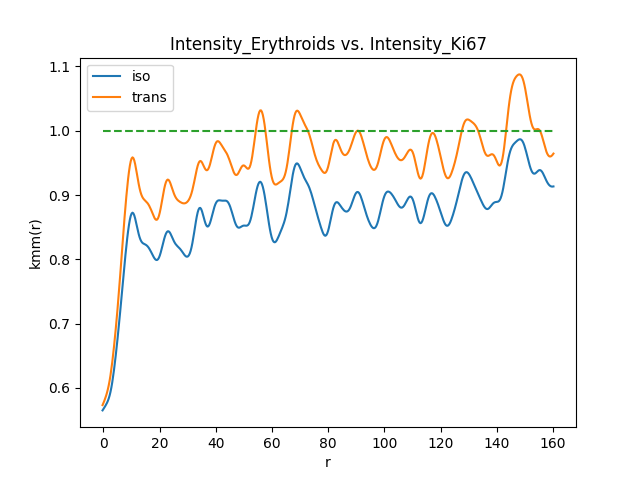 Intensity_Erythroids vs. Intensity_Ki67
iso
trans
1.1
1.0
0.9
0.8
0.7
0.6
kmm(r)
0 20 40 60 80 100 120 140 160
r